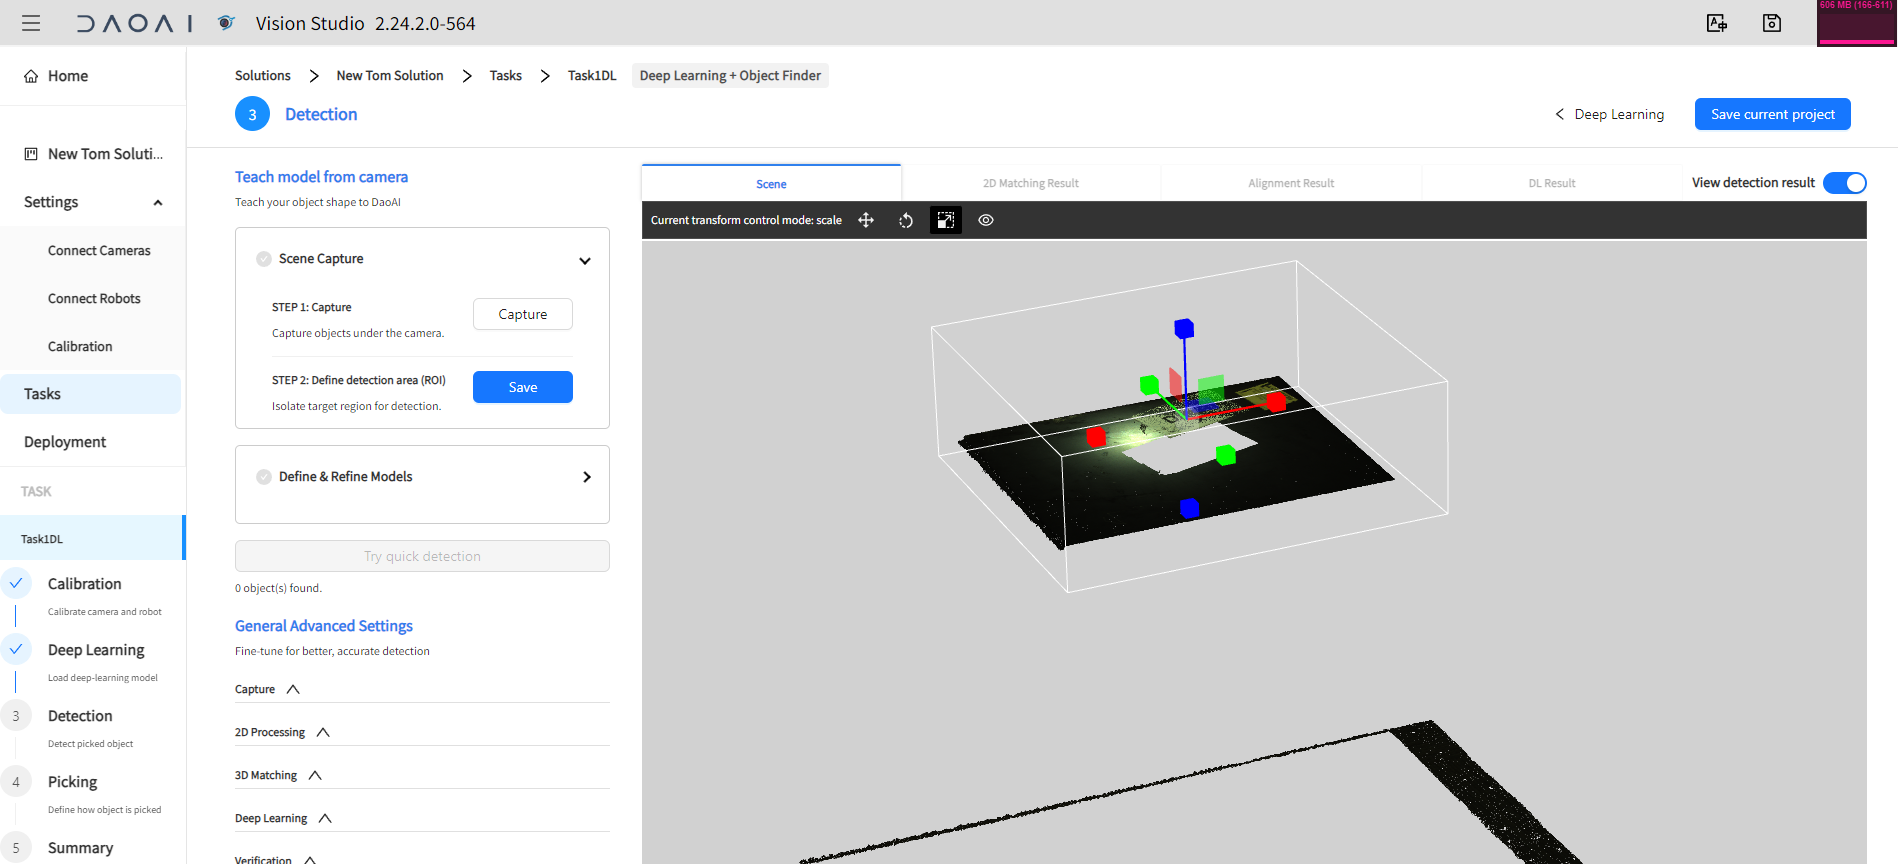 DAOAI Vision Studio 2.24.2.0-564
606 MB (166-611)
Home
New Tom Soluti...
Settings
Connect Cameras
Connect Robots
Calibration
Tasks
Deployment
TASK
Task1DL
Calibration
Calibrate camera and robot
Deep Learning
Load deep-learning model
3 Detection
Detect picked object
4 Picking
Define how object is picked
5 Summary
Solutions > New Tom Solution > Tasks > Task1DL Deep Learning + Object Finder
3 Detection
< Deep Learning
Save current project
Teach model from camera
Teach your object shape to DaoAI
Scene Capture
STEP 1: Capture
Capture objects under the camera.
Capture
STEP 2: Define detection area (ROI)
Isolate target region for detection.
Save
Define & Refine Models
Try quick detection
0 object(s) found.
General Advanced Settings
Fine-tune for better, accurate detection
Capture
2D Processing
3D Matching
Deep Learning
Verification
Scene
2D Matching Result
Alignment Result
DL Result
View detection result
Current transform control mode: scale